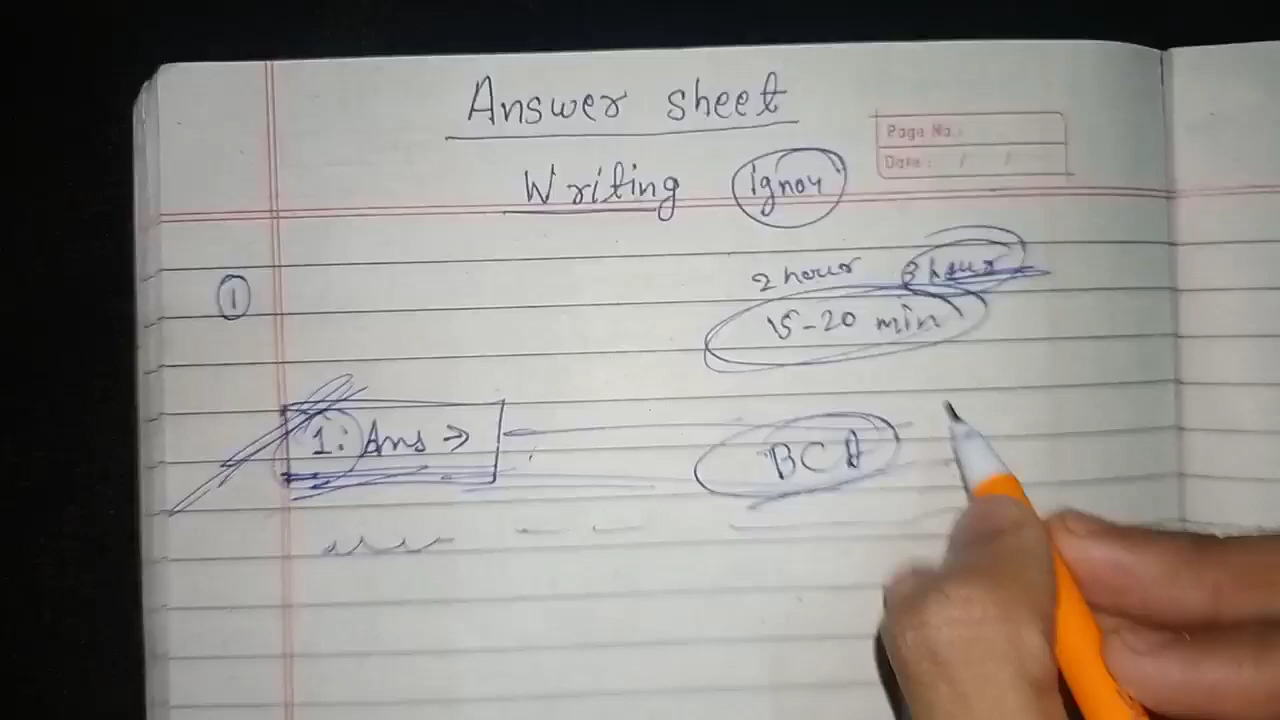 Answer sheet
Page No.:
Date: / /
Writing ignou
2 hour 3 hour
1
15-20 min
1: Ans →
BCA